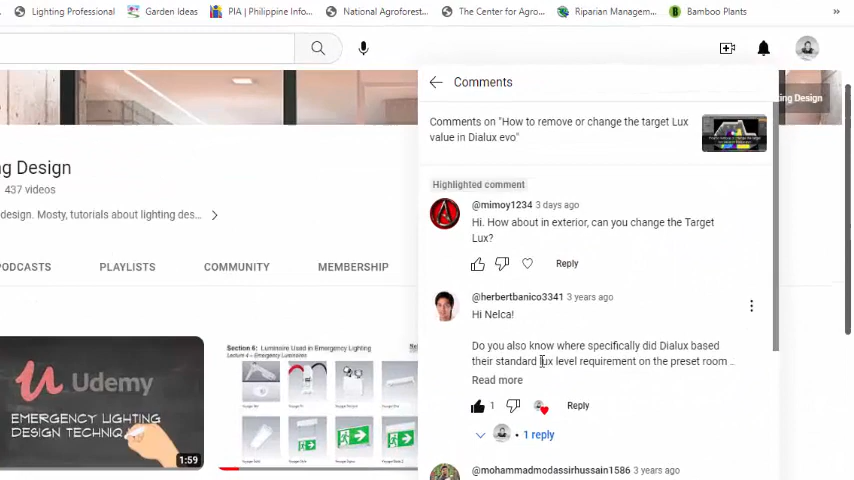 Lighting Professional
Garden Ideas
PIA | Philippine Info...
National Agroforest...
The Center for Agro...
Riparian Managem...
Bamboo Plants
»
Comments
Comments on "How to remove or change the target Lux
value in Dialux evo"
ting Design
ng Design
437 videos
design. Mosty, tutorials about lighting des...
PODCASTS
PLAYLISTS
COMMUNITY
MEMBERSHIP
Highlighted comment
@mimoy1234 3 days ago
Hi. How about in exterior, can you change the Target
Lux?
Reply
@herbertbanico3341 3 years ago
Hi Nelca!
Do you also know where specifically did Dialux based
their standard lux level requirement on the preset room ..
Read more
1
Reply
• 1 reply
@mohammadmodassirhussain1586 3 years ago
Udemy
EMERGENCY LIGHTING
DESIGN TECHNIQ
1:59
Section 6: Luminaire Used in Emergency Lighting